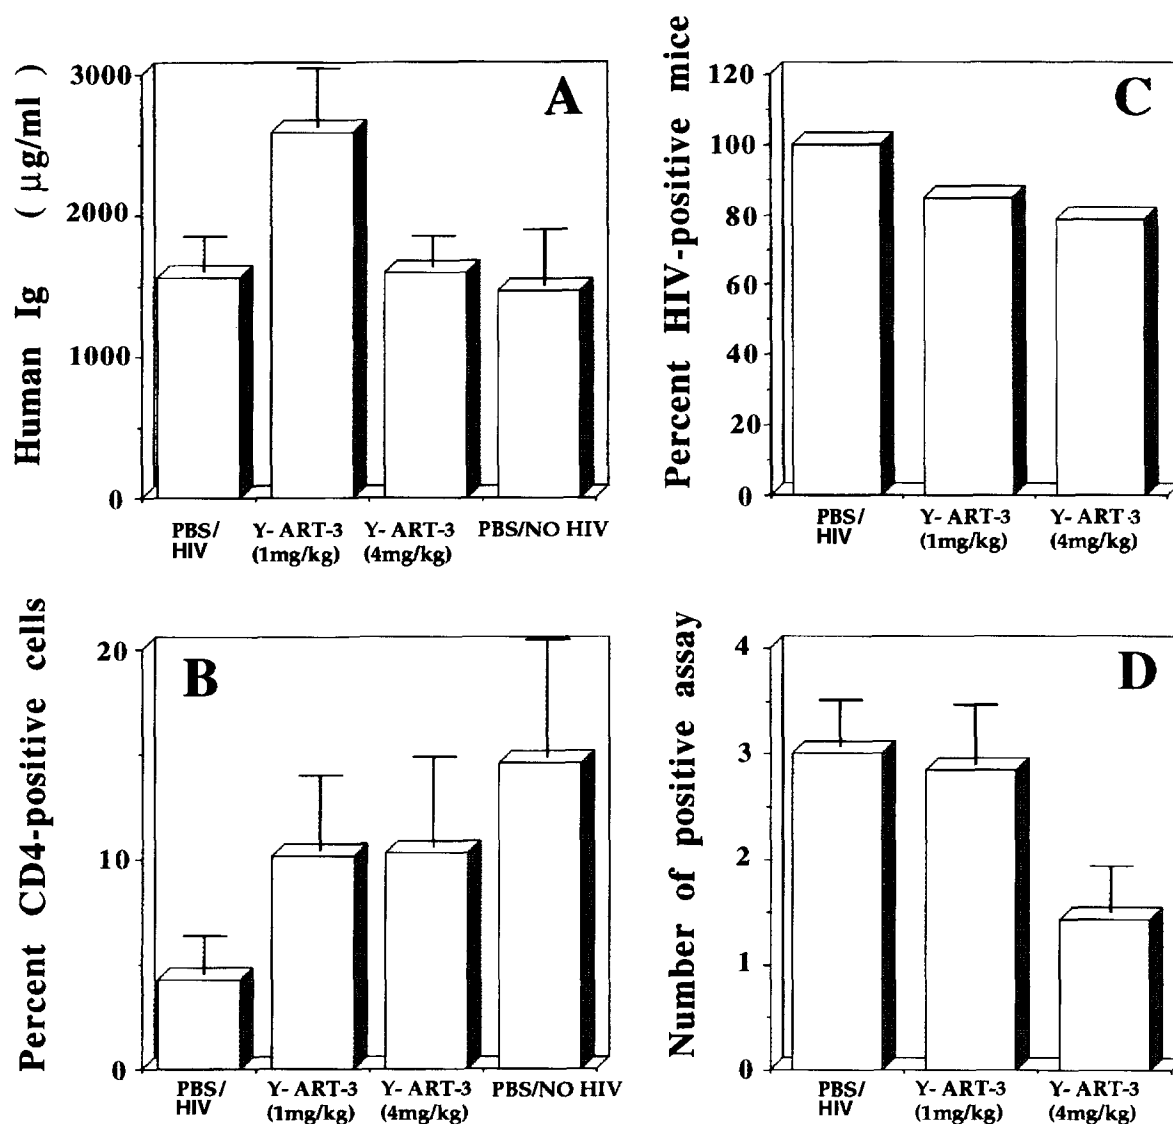 Human Ig ( µg/ml )
3000
2000
1000
0
A
PBS/ Y- ART-3 Y- ART-3 PBS/NO HIV
HIV (1mg/kg) (4mg/kg)
Percent HIV-positive mice
120
100
80
60
40
20
0
C
PBS/ Y- ART-3 Y- ART-3
HIV (1mg/kg) (4mg/kg)
Percent CD4-positive cells
20
10
0
B
PBS/ Y- ART-3 Y- ART-3 PBS/NO HIV
HIV (1mg/kg) (4mg/kg)
Number of positive assay
4
3
2
1
0
D
PBS/ Y- ART-3 Y- ART-3
HIV (1mg/kg) (4mg/kg)